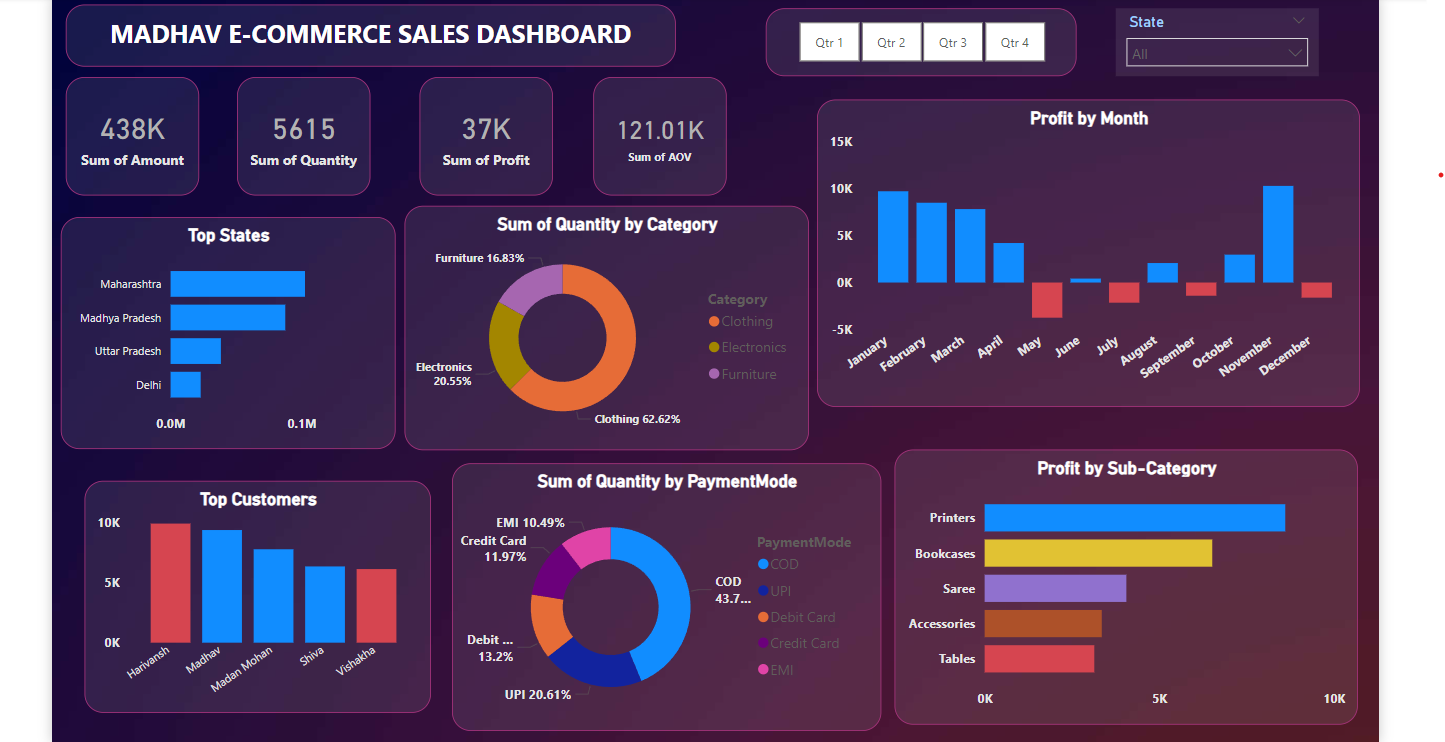 MADHAV E-COMMERCE SALES DASHBOARD
Qtr 1
Qtr 2
Qtr 3
Qtr 4
State
All
438K
Sum of Amount
5615
Sum of Quantity
37K
Sum of Profit
121.01K
Sum of AOV
Profit by Month
15K
10K
5K
0K
-5K
January
February
March
April
May
June
July
August
September
October
November
December
Top States
Maharashtra
Madhya Pradesh
Uttar Pradesh
Delhi
0.0M
0.1M
Sum of Quantity by Category
Furniture 16.83%
Electronics
20.55%
Clothing 62.62%
Category
Clothing
Electronics
Furniture
Top Customers
10K
5K
0K
Harivansh
Madhav
Madan Mohan
Shiva
Vishakha
Sum of Quantity by PaymentMode
EMI 10.49%
Credit Card
11.97%
Debit ...
13.2%
UPI 20.61%
COD
43.7...
PaymentMode
COD
UPI
Debit Card
Credit Card
EMI
Profit by Sub-Category
Printers
Bookcases
Saree
Accessories
Tables
0K
5K
10K